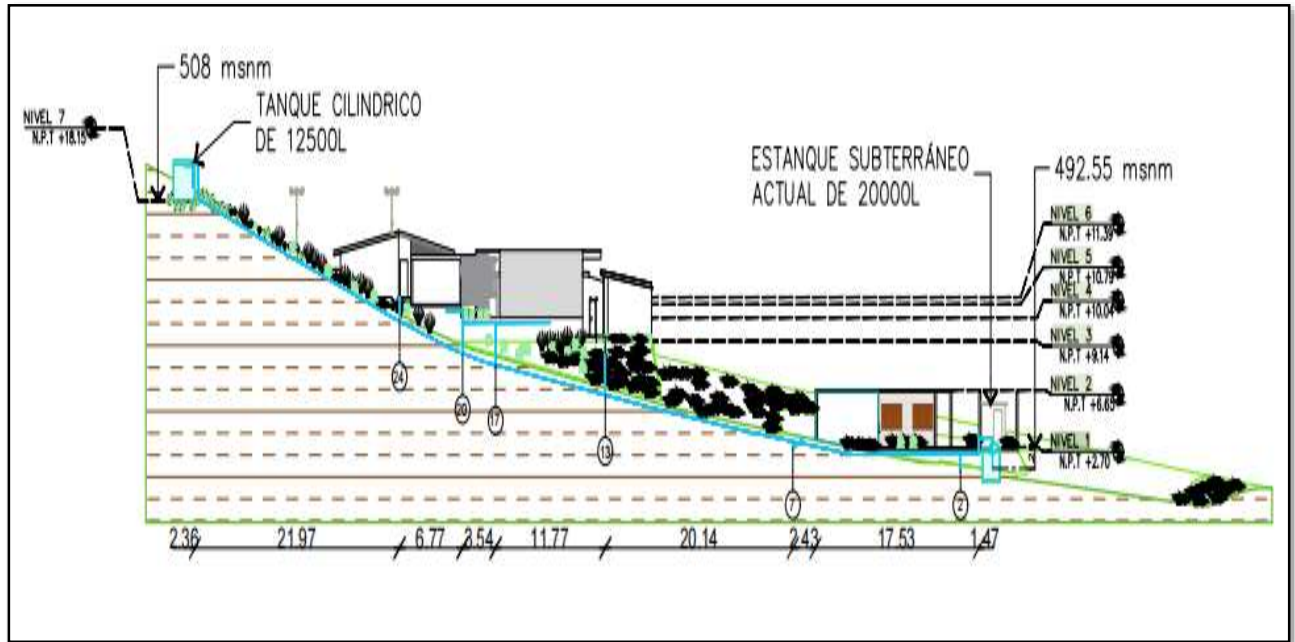 508 msnm
NIVEL 7
N.P.T +18.15
TANQUE CILINDRICO
DE 12500L
ESTANQUE SUBTERRÁNEO
ACTUAL DE 20000L
492.55 msnm
NIVEL 6
N.P.T +11.39
NIVEL 5
N.P.T +10.79
NIVEL 4
N.P.T +10.04
NIVEL 3
N.P.T +9.14
NIVEL 2
N.P.T +6.65
NIVEL 1
N.P.T +2.70
24
20
17
13
7
2
2.36 21.97 6.77 3.54 11.77 20.14 2.43 17.53 1.47